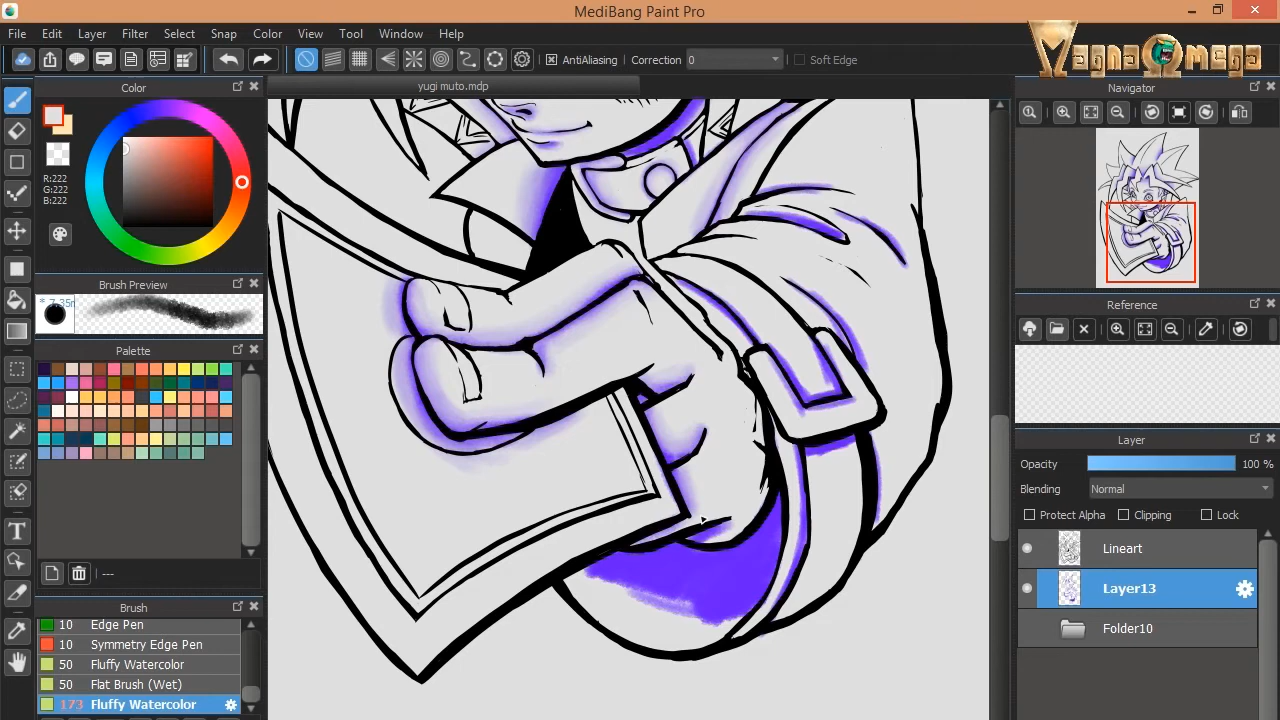 MediBang Paint Pro
File Edit Layer Filter Select Snap Color View Tool Window Help
MagnaOmega
AntiAliasing Correction 0 Soft Edge
Color
yugi muto.mdp
Navigator
R:222
G:222
B:222
Brush Preview
* 7.35m
Reference
Palette
Layer
Opacity 100 %
Blending Normal
Protect Alpha Clipping Lock
Lineart
Layer13
Folder10
---
Brush
10 Edge Pen
10 Symmetry Edge Pen
50 Fluffy Watercolor
50 Flat Brush (Wet)
173 Fluffy Watercolor